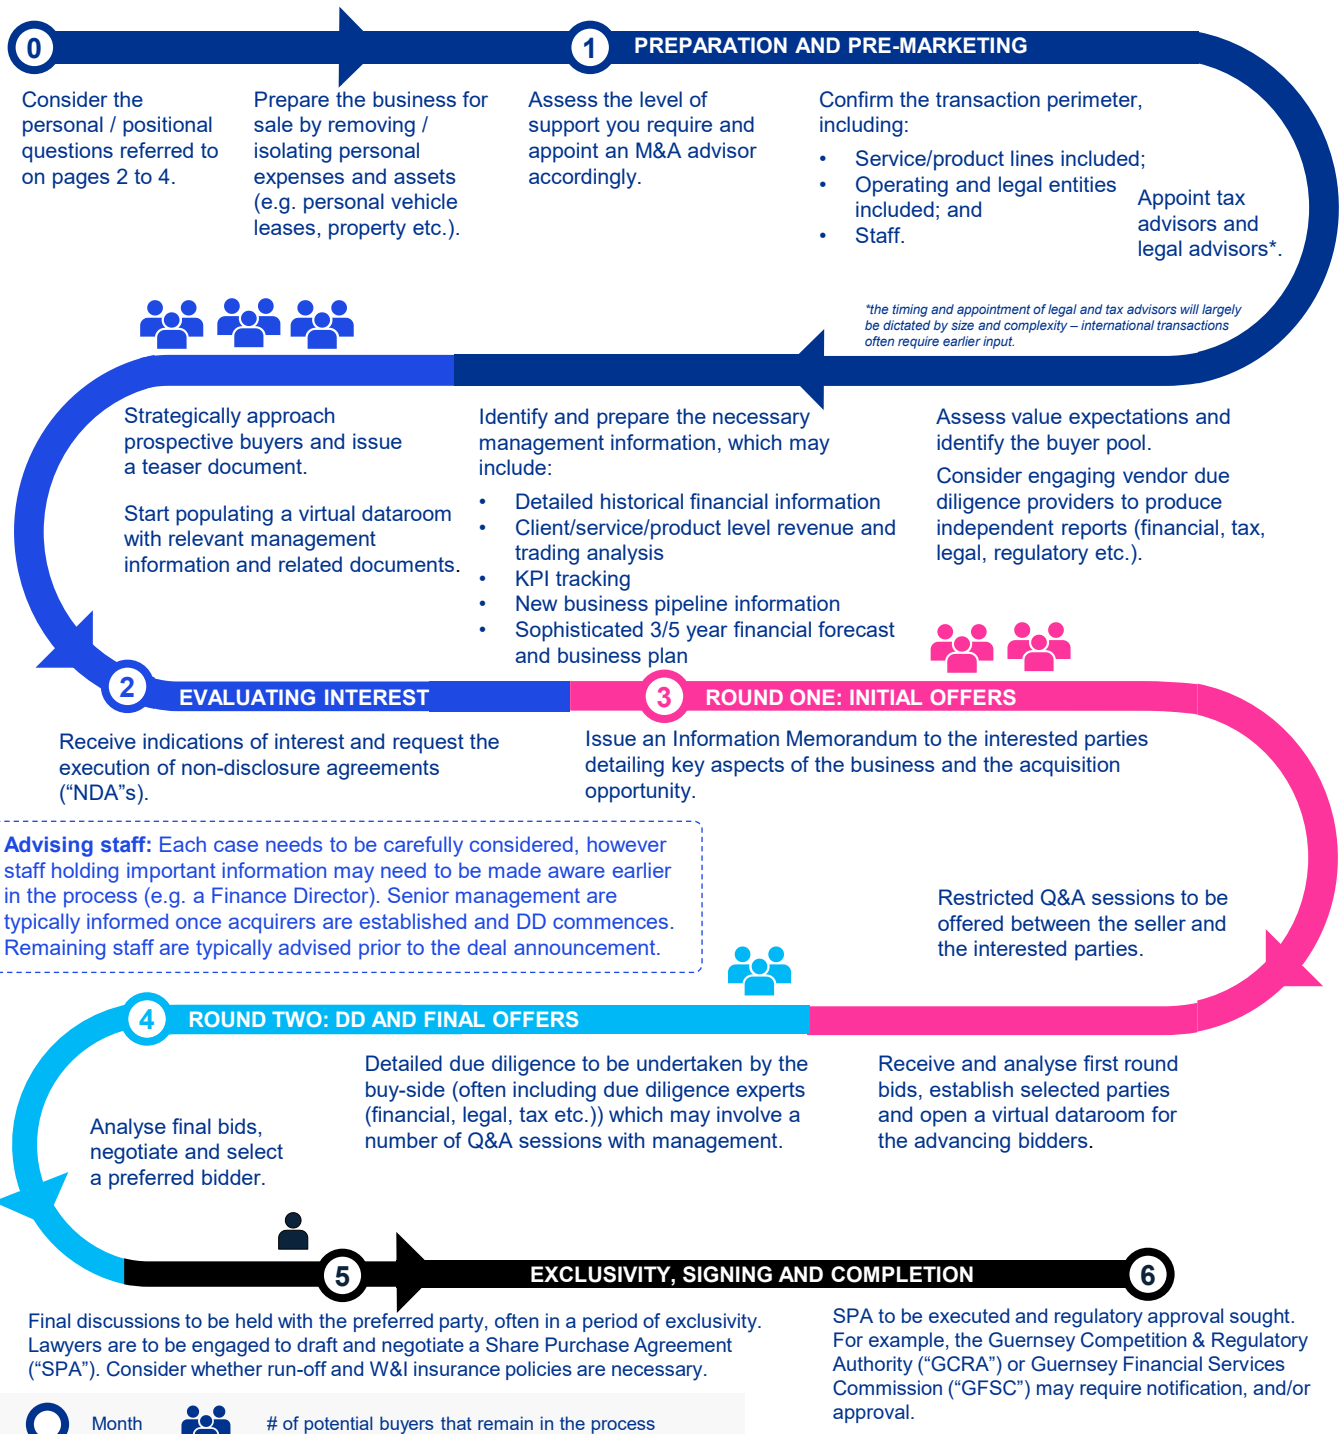 0
1
PREPARATION AND PRE-MARKETING
Consider the
personal / positional
questions referred to
on pages 2 to 4.
Prepare the business for
sale by removing /
isolating personal
expenses and assets
(e.g. personal vehicle
leases, property etc.).
Assess the level of
support you require and
appoint an M&A advisor
accordingly.
Confirm the transaction perimeter,
including:
• Service/product lines included;
• Operating and legal entities
included; and
• Staff.
Appoint tax
advisors and
legal advisors*.
*the timing and appointment of legal and tax advisors will largely
be dictated by size and complexity – international transactions
often require earlier input.
Assess value expectations and
identify the buyer pool.
Consider engaging vendor due
diligence providers to produce
independent reports (financial, tax,
legal, regulatory etc.).
Identify and prepare the necessary
management information, which may
include:
• Detailed historical financial information
• Client/service/product level revenue and
trading analysis
• KPI tracking
• New business pipeline information
• Sophisticated 3/5 year financial forecast
and business plan
Strategically approach
prospective buyers and issue
a teaser document.
Start populating a virtual dataroom
with relevant management
information and related documents.
2
EVALUATING INTEREST
3
ROUND ONE: INITIAL OFFERS
Receive indications of interest and request the
execution of non-disclosure agreements
(“NDA”s).
Issue an Information Memorandum to the interested parties
detailing key aspects of the business and the acquisition
opportunity.
Advising staff: Each case needs to be carefully considered, however
staff holding important information may need to be made aware earlier
in the process (e.g. a Finance Director). Senior management are
typically informed once acquirers are established and DD commences.
Remaining staff are typically advised prior to the deal announcement.
Restricted Q&A sessions to be
offered between the seller and
the interested parties.
4
ROUND TWO: DD AND FINAL OFFERS
Receive and analyse first round
bids, establish selected parties
and open a virtual dataroom for
the advancing bidders.
Detailed due diligence to be undertaken by the
buy-side (often including due diligence experts
(financial, legal, tax etc.)) which may involve a
number of Q&A sessions with management.
Analyse final bids,
negotiate and select
a preferred bidder.
5
EXCLUSIVITY, SIGNING AND COMPLETION
6
Final discussions to be held with the preferred party, often in a period of exclusivity.
Lawyers are to be engaged to draft and negotiate a Share Purchase Agreement
(“SPA”). Consider whether run-off and W&I insurance policies are necessary.
SPA to be executed and regulatory approval sought.
For example, the Guernsey Competition & Regulatory
Authority (“GCRA”) or Guernsey Financial Services
Commission (“GFSC”) may require notification, and/or
approval.
Month
# of potential buyers that remain in the process